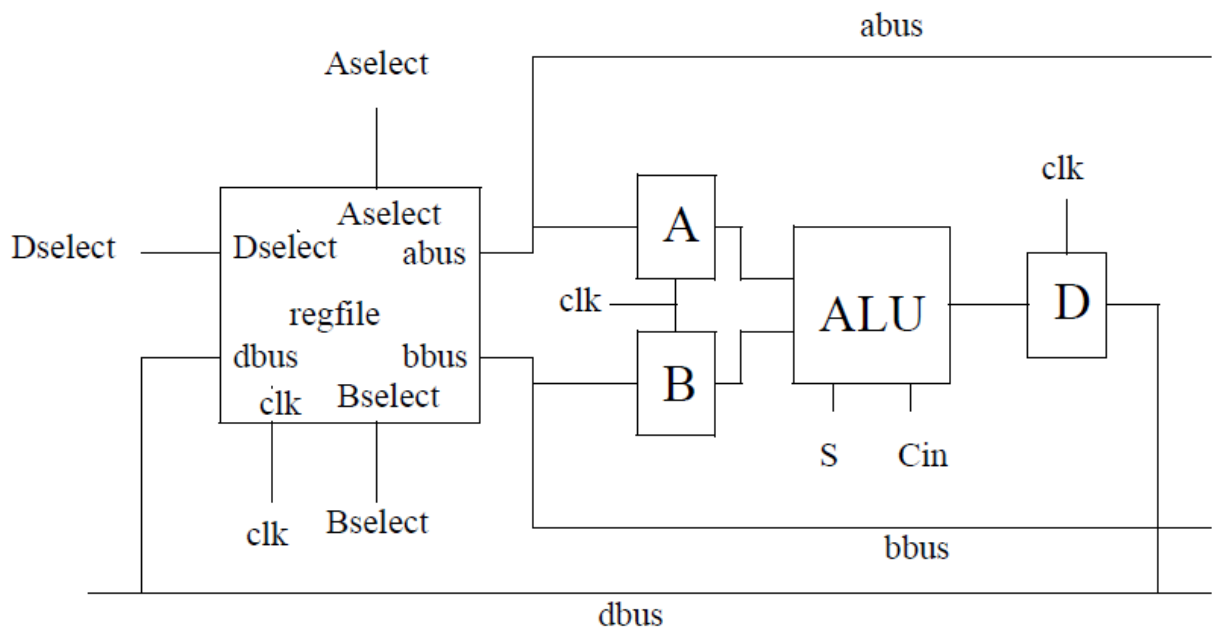 abus
Aselect
clk
Aselect
Dselect
Dselect
abus
A
clk
regfile
ALU
D
dbus
bbus
B
clk
Bselect
S
Cin
clk
Bselect
bbus
dbus